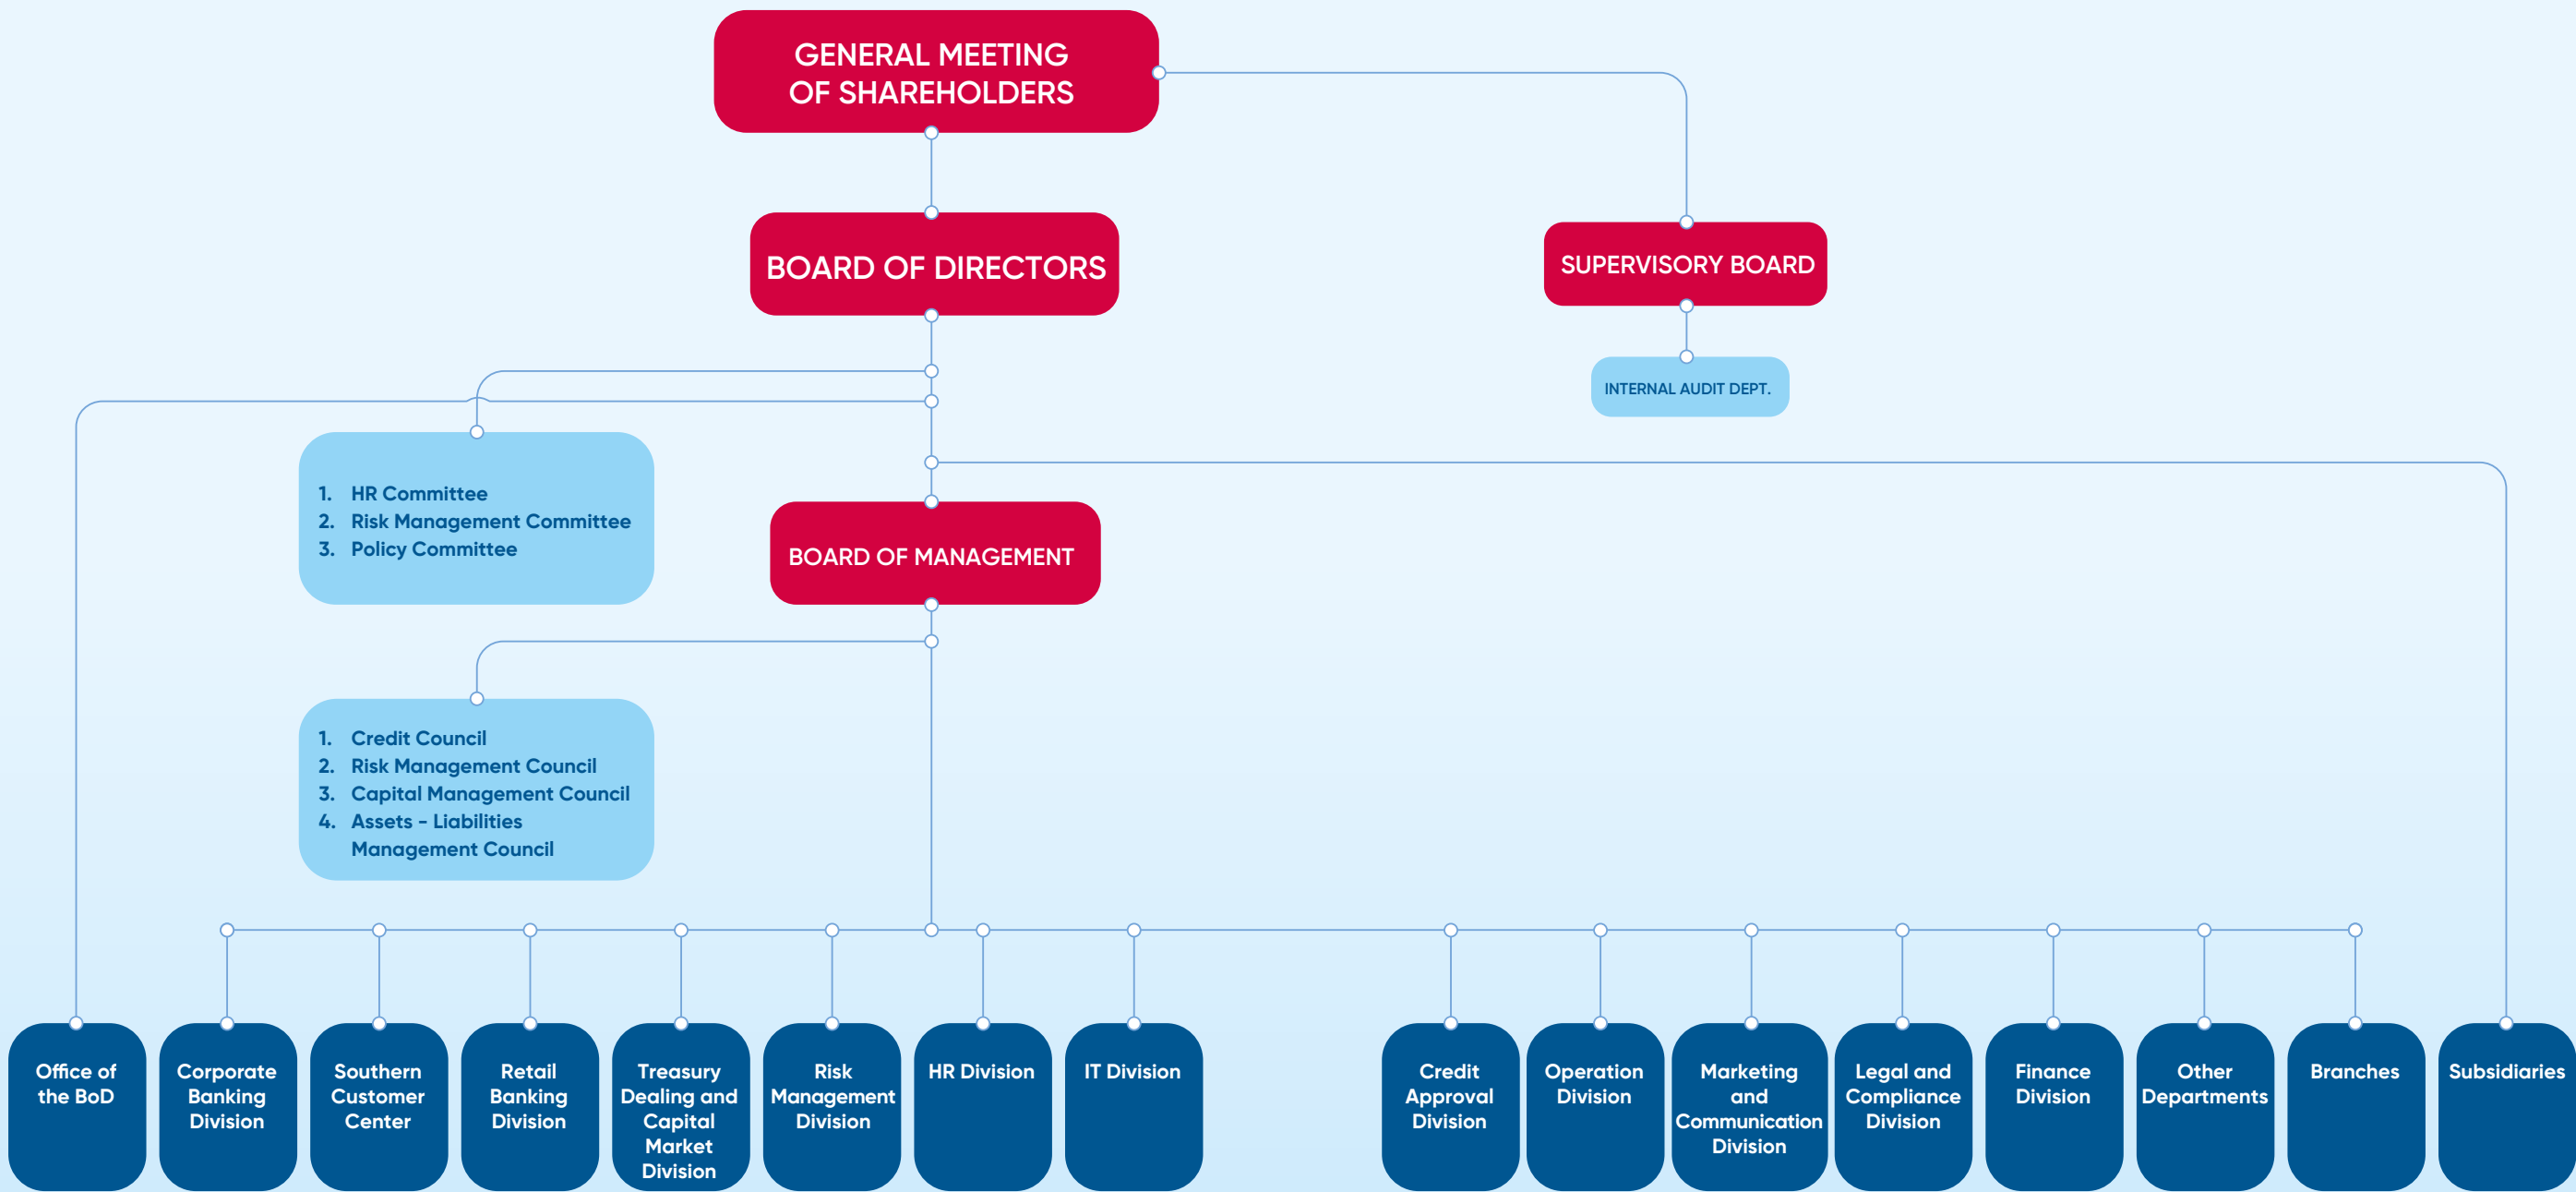 GENERAL MEETING
OF SHAREHOLDERS
BOARD OF DIRECTORS
SUPERVISORY BOARD
INTERNAL AUDIT DEPT.
1. HR Committee
2. Risk Management Committee
3. Policy Committee
BOARD OF MANAGEMENT
1. Credit Council
2. Risk Management Council
3. Capital Management Council
4. Assets - Liabilities
Management Council
Office of
the BoD
Corporate
Banking
Division
Southern
Customer
Center
Retail
Banking
Division
Treasury
Dealing and
Capital
Market
Division
Risk
Management
Division
HR Division
IT Division
Credit
Approval
Division
Operation
Division
Marketing
and
Communication
Division
Legal and
Compliance
Division
Finance
Division
Other
Departments
Branches
Subsidiaries